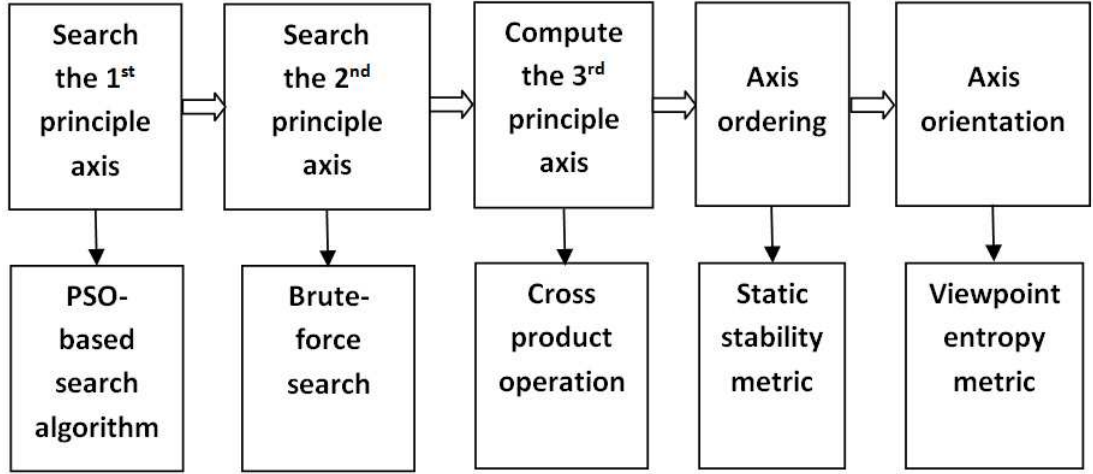 Search
the 1st
principle
axis
Search
the 2nd
principle
axis
Compute
the 3rd
principle
axis
Axis
ordering
Axis
orientation
PSO-
based
search
algorithm
Brute-
force
search
Cross
product
operation
Static
stability
metric
Viewpoint
entropy
metric